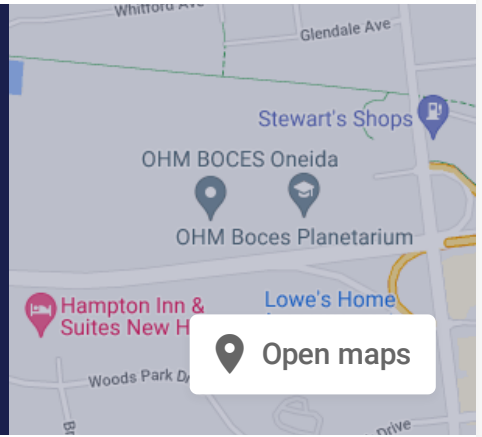 Whitford Ave
Glendale Ave
Stewart's Shops
OHM BOCES Oneida
OHM Boces Planetarium
Hampton Inn &
Suites New H
Lowe's Home
Open maps
Woods Park D
Drive